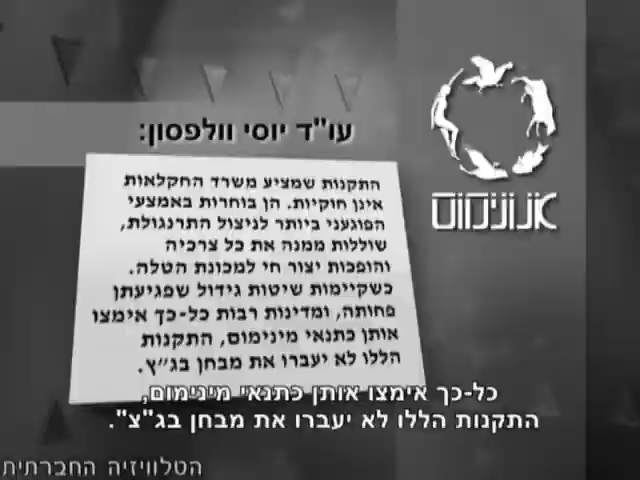 עו"ד יוסי וולפסון:
התקנות שמציע משרד החקלאות
אינן חוקיות. הן בוחרות באמצעי
הפוגעני ביותר לניצול התרנגולת,
שוללות ממנה את כל צרכיה
והופכות יצור חי למכונת הטלה.
כשקיימות שיטות גידול שפגיעתן
פחותה, ומדינות רבות כל-כך אימצו
אותן כתנאי מינימום, התקנות
הללו לא יעברו את מבחן בג"ץ.
אנונימוס
כל-כך אימצו אותן כתנאי מינימום,
התקנות הללו לא יעברו את מבחן בג"צ".
הטלוויזיה החברתית